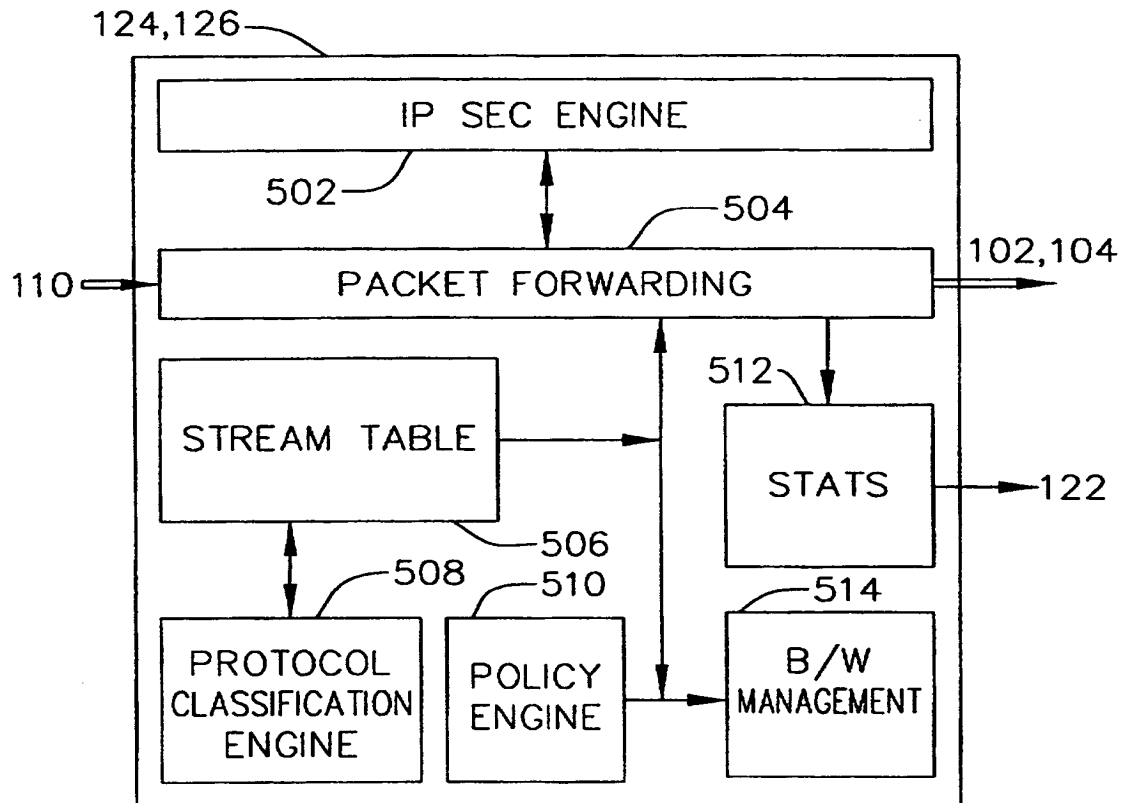 124,126
IP SEC ENGINE
502
504
110
PACKET FORWARDING
102,104
512
STREAM TABLE
STATS
122
506
508
510
514
PROTOCOL
CLASSIFICATION
ENGINE
POLICY
ENGINE
B/W
MANAGEMENT